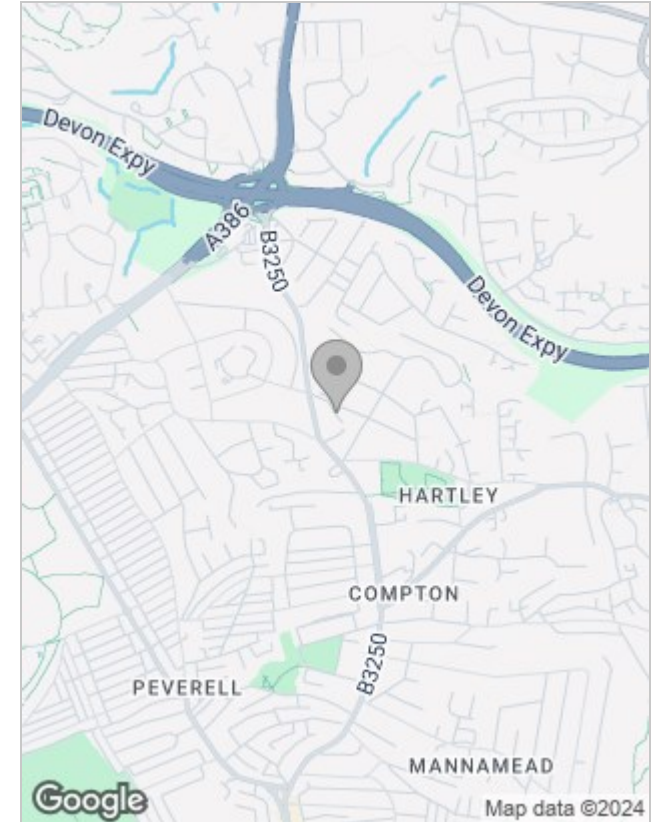 Devon Expy
A386
B3250
Devon Expy
HARTLEY
COMPTON
B3250
PEVERELL
MANNAMEAD
Google
Map data ©2024